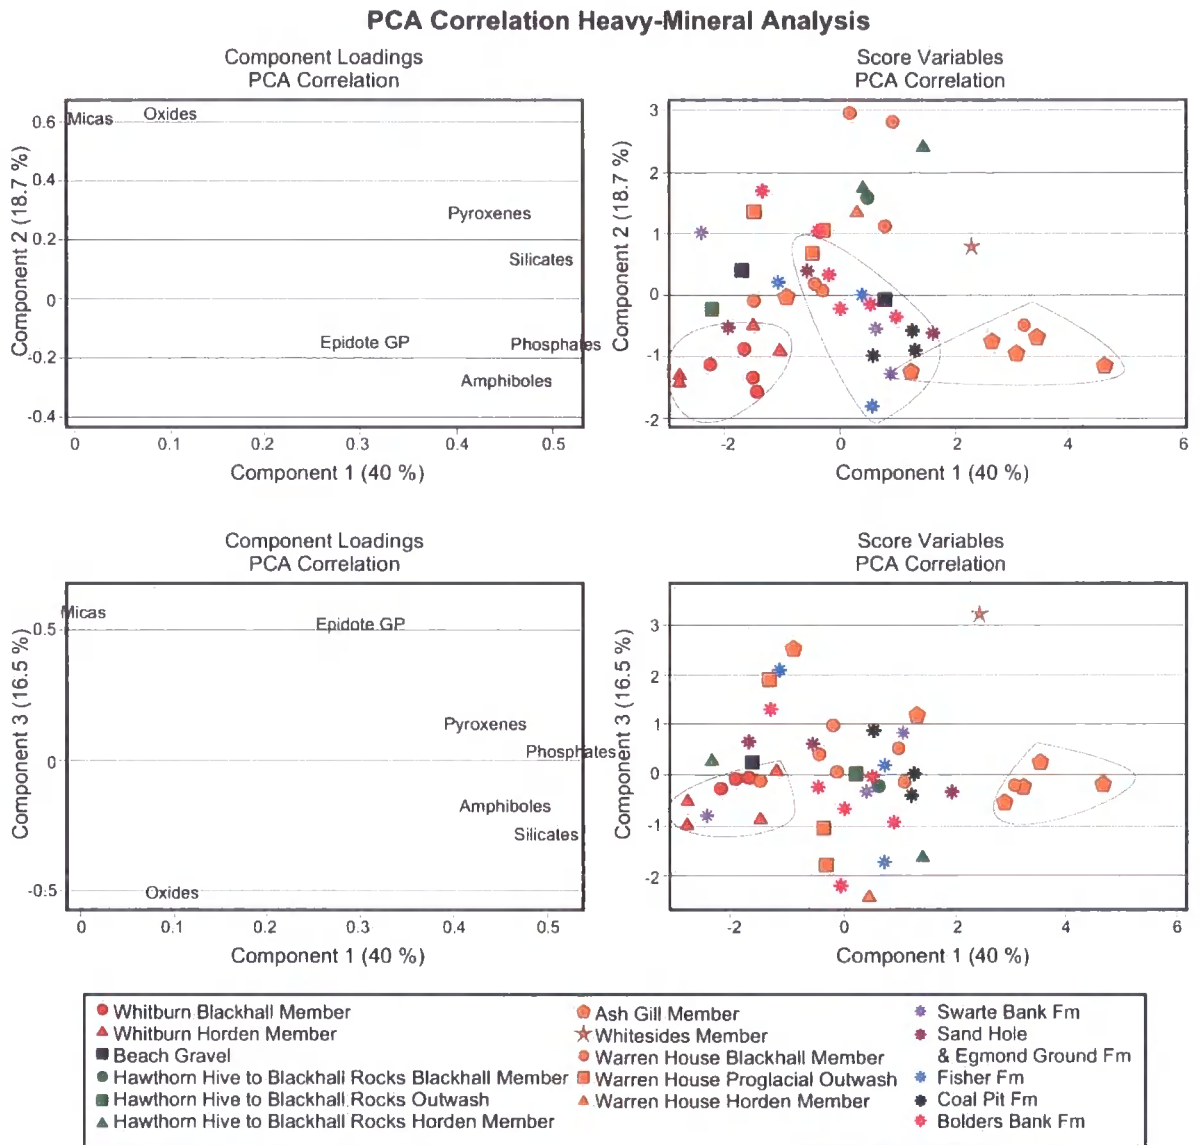 PCA Correlation Heavy-Mineral Analysis
Component Loadings
PCA Correlation
Component 2 (18.7 %)
0.6
0.4
0.2
0
-0.2
-0.4
Micas
Oxides
Pyroxenes
Silicates
Epidote GP
Phosphates
Amphiboles
0
0.1
0.2
0.3
0.4
0.5
Component 1 (40 %)
Score Variables
PCA Correlation
Component 2 (18.7 %)
3
2
1
0
-1
-2
-2
0
2
4
6
Component 1 (40 %)
Component Loadings
PCA Correlation
Component 3 (16.5 %)
0.5
0
-0.5
Micas
Epidote GP
Pyroxenes
Phosphates
Amphiboles
Silicates
Oxides
0
0.1
0.2
0.3
0.4
0.5
Component 1 (40 %)
Score Variables
PCA Correlation
Component 3 (16.5 %)
3
2
1
0
-1
-2
-2
0
2
4
6
Component 1 (40 %)
Whitburn Blackhall Member
Whitburn Horden Member
Beach Gravel
Hawthorn Hive to Blackhall Rocks Blackhall Member
Hawthorn Hive to Blackhall Rocks Outwash
Hawthorn Hive to Blackhall Rocks Horden Member
Ash Gill Member
Whitesides Member
Warren House Blackhall Member
Warren House Proglacial Outwash
Warren House Horden Member
Swarte Bank Fm
Sand Hole
& Egmond Ground Fm
Fisher Fm
Coal Pit Fm
Bolders Bank Fm